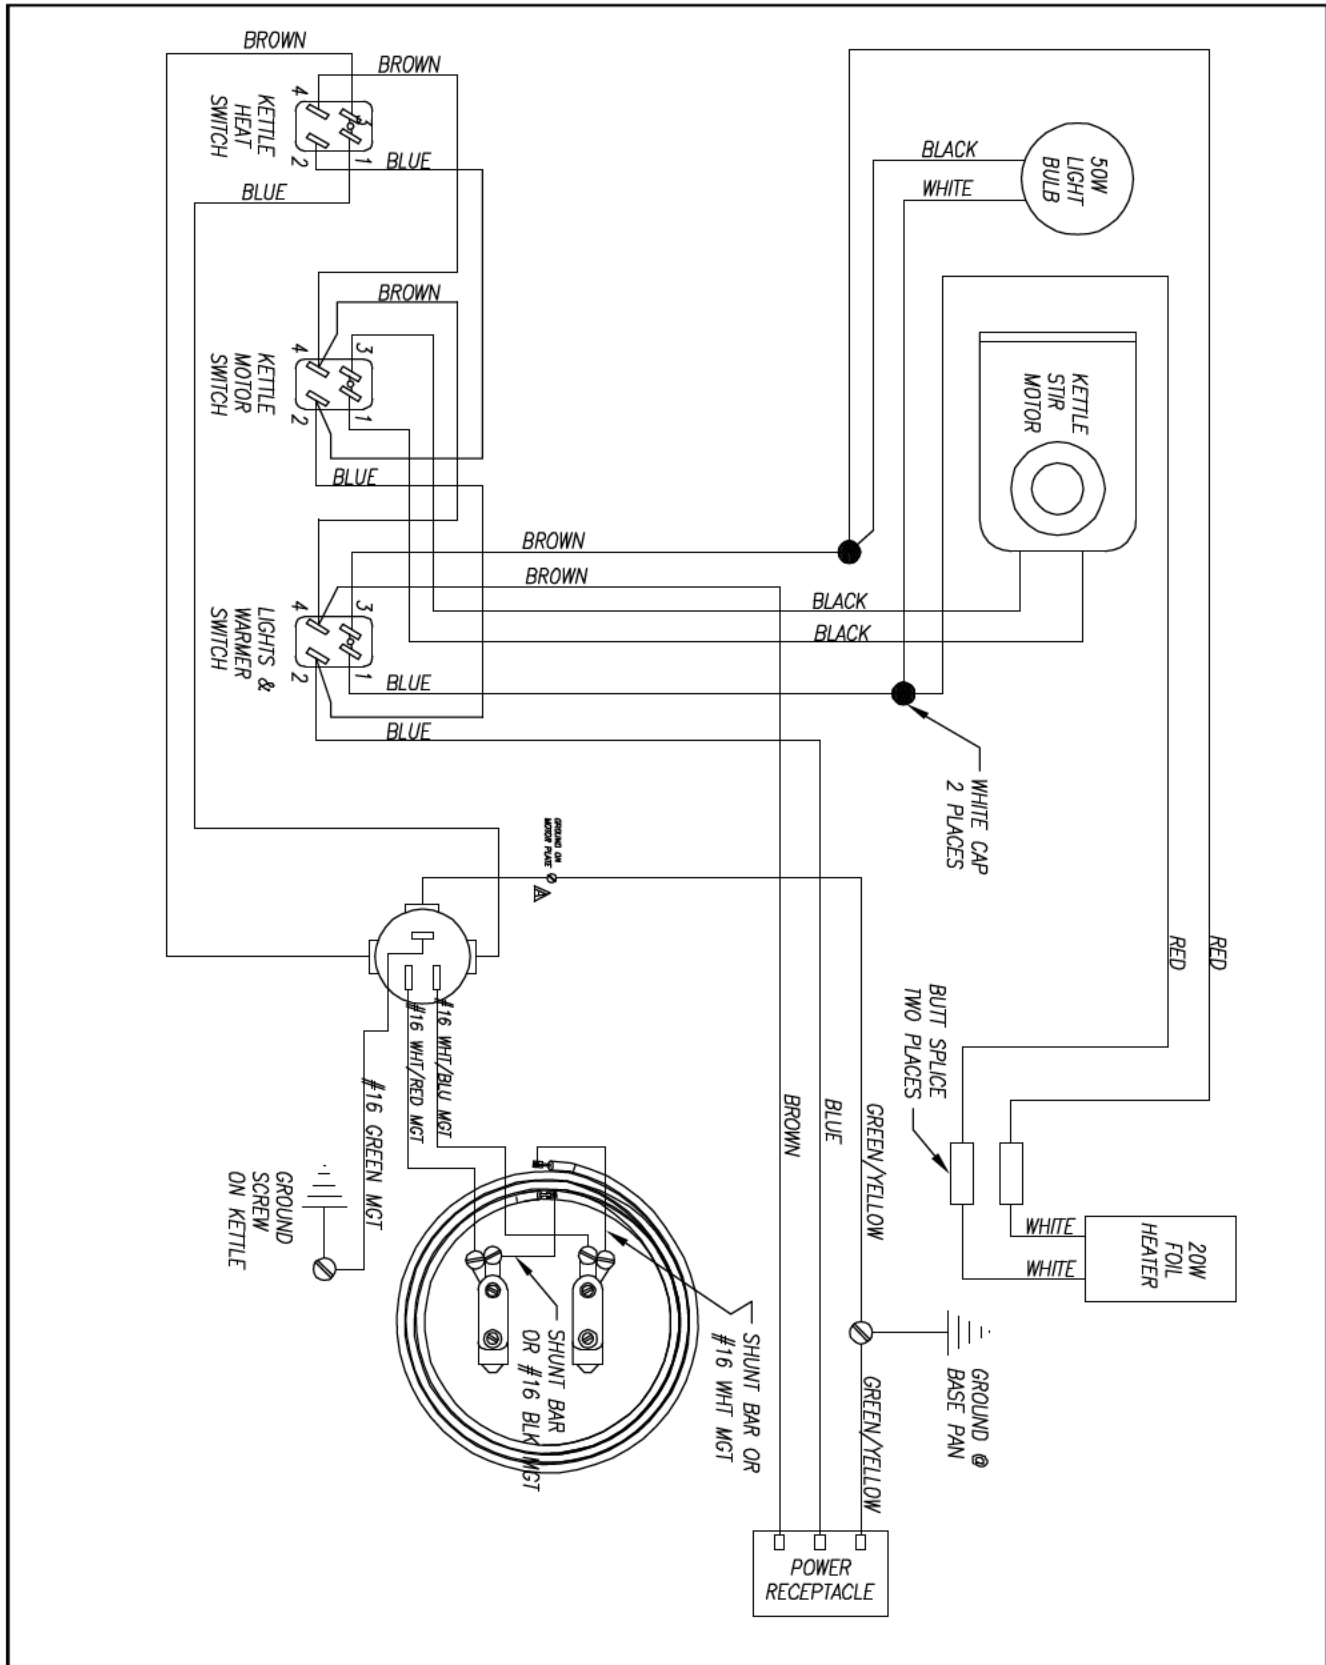 BROWN
BROWN
4
3
KETTLE
HEAT
SWITCH
2
1
BLUE
BLUE
BLACK
WHITE
50W
LIGHT
BULB
BROWN
4
3
KETTLE
MOTOR
SWITCH
2
1
BLUE
KETTLE
STIR
MOTOR
BROWN
BROWN
BLACK
BLACK
4
3
LIGHTS &
WARMER
SWITCH
2
1
BLUE
BLUE
WHITE CAP
2 PLACES
GROUND ON
MOTOR PLATE
RED
RED
BUTT SPLICE
TWO PLACES
#16 WHT/BLU MGT
#16 WHT/RED MGT
#16 GREEN MGT
GROUND
SCREW
ON KETTLE
BROWN
BLUE
GREEN/YELLOW
WHITE
WHITE
20W
FOIL
HEATER
SHUNT BAR OR
#16 WHT MGT
SHUNT BAR
OR #16 BLK MGT
GROUND @
BASE PAN
GREEN/YELLOW
POWER
RECEPTACLE